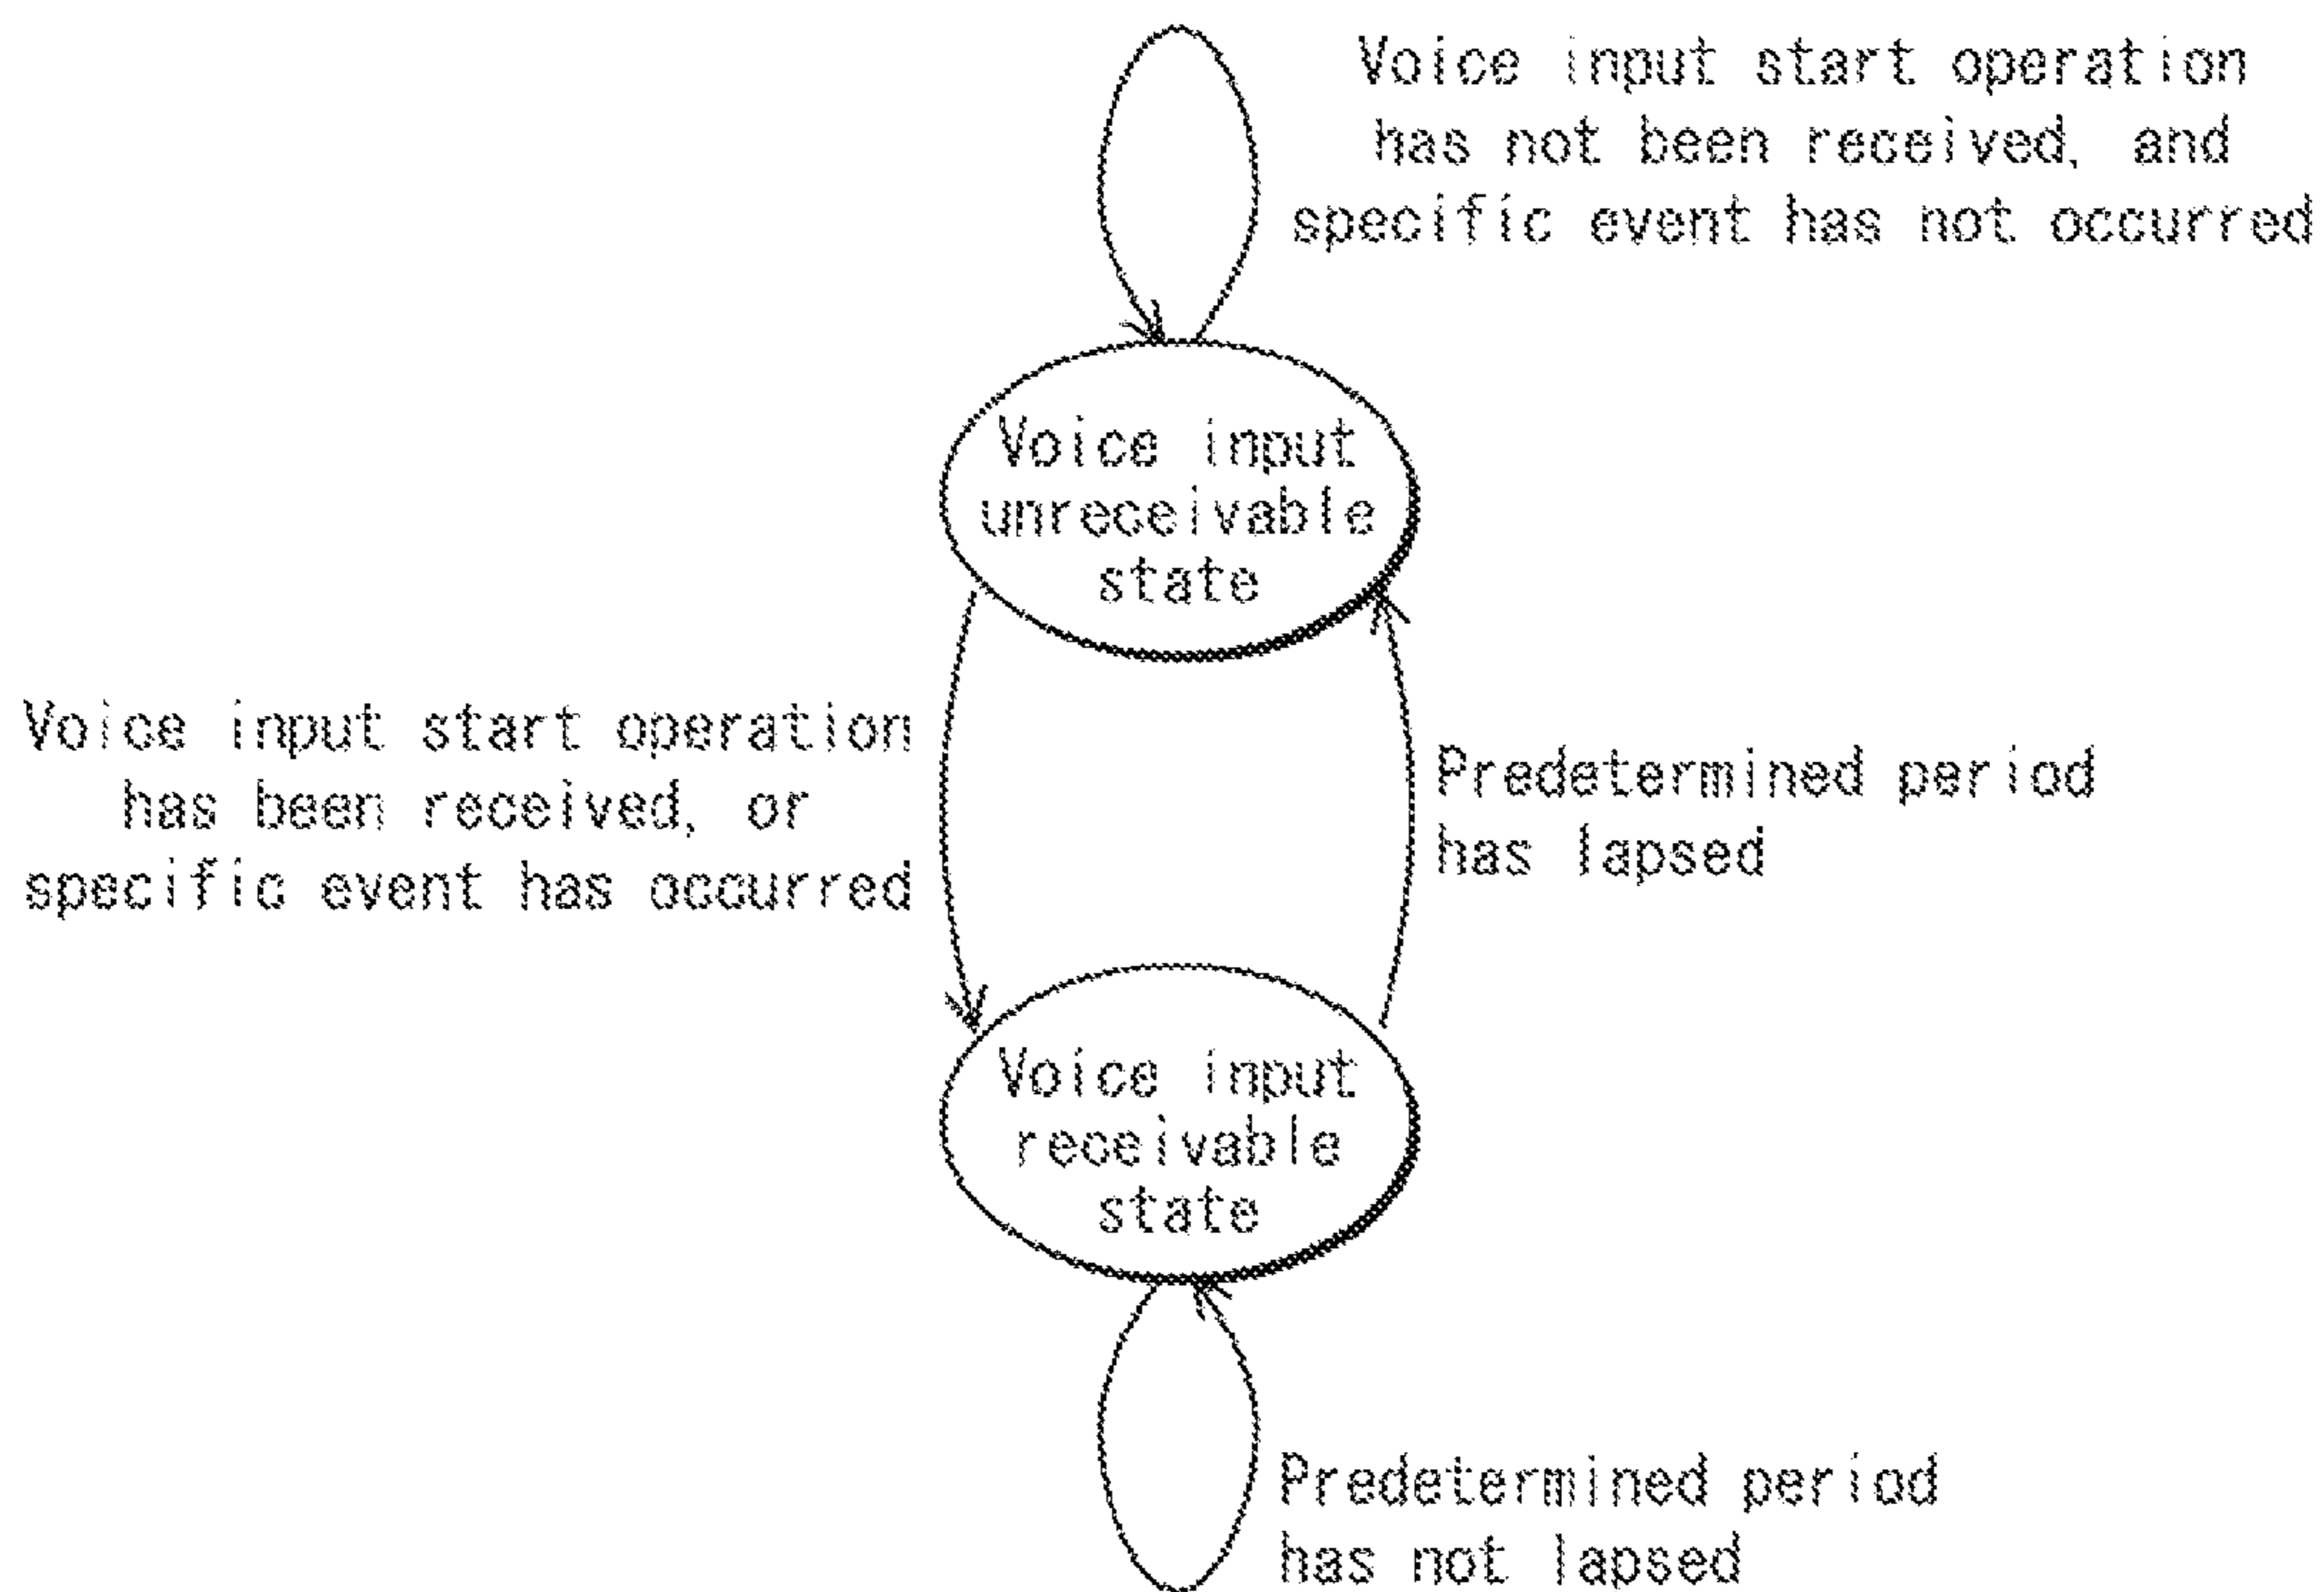 Voice input start operation
has not been received, and
specific event has not occurred
Voice input
unreceivable
state
Voice input start operation
has been received, or
specific event has occurred
Predetermined period
has lapsed
Voice input
receivable
state
Predetermined period
has not lapsed